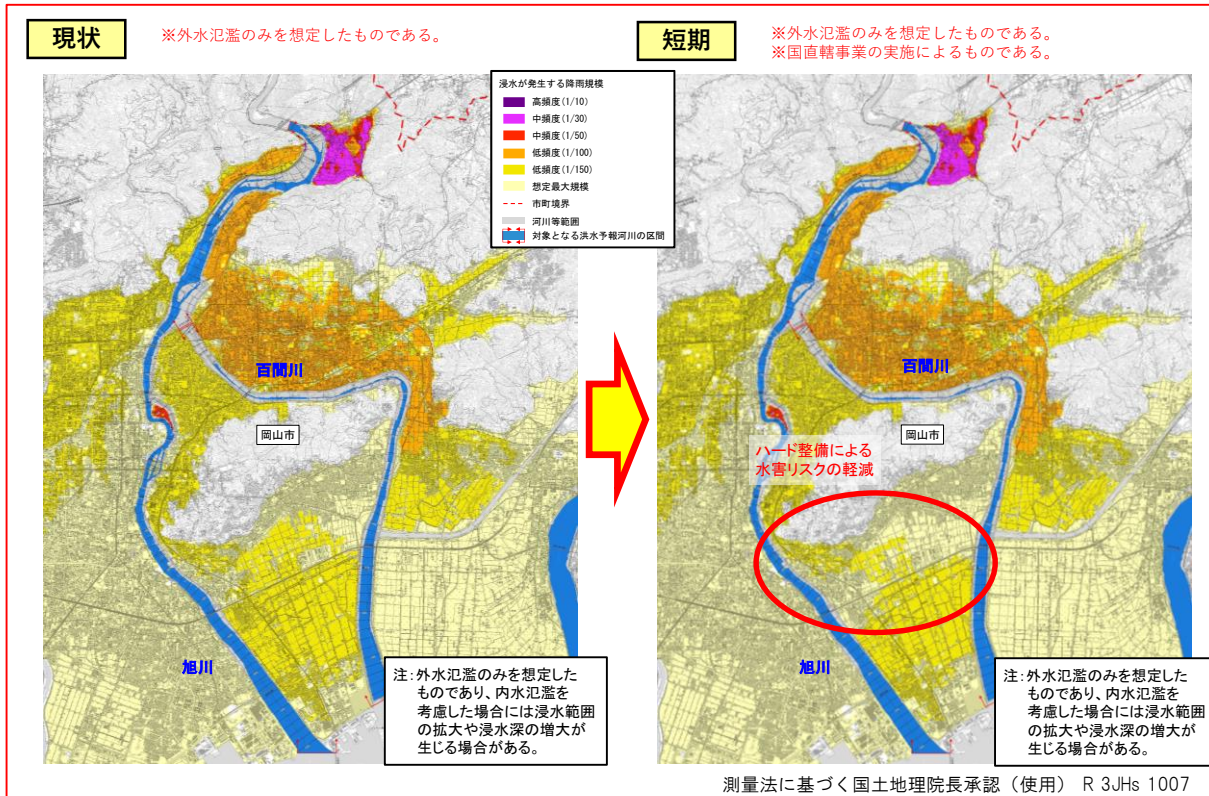 現状
※外水氾濫のみを想定したものである。
短期
※外水氾濫のみを想定したものである。
※国直轄事業の実施によるものである。
浸水が発生する降雨規模
高頻度(1/10)
中頻度(1/30)
中頻度(1/50)
低頻度(1/100)
低頻度(1/150)
想定最大規模
市町境界
河川等範囲
対象となる洪水予報河川の区間
百間川
岡山市
旭川
注:外水氾濫のみを想定した
ものであり、内水氾濫を
考慮した場合には浸水範囲
の拡大や浸水深の増大が
生じる場合がある。
百間川
岡山市
ハード整備による
水害リスクの軽減
旭川
注:外水氾濫のみを想定した
ものであり、内水氾濫を
考慮した場合には浸水範囲
の拡大や浸水深の増大が
生じる場合がある。
測量法に基づく国土地理院長承認（使用） R 3JHs 1007